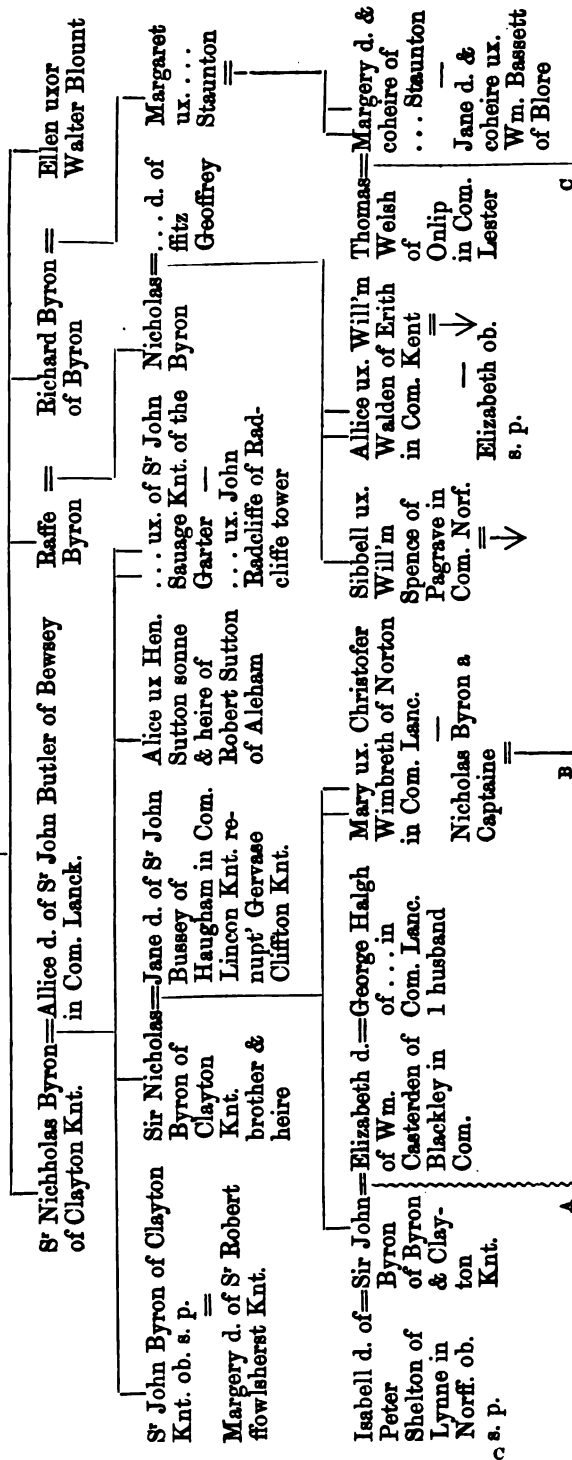 Sʳ Nichholas Byron=Allice d. of Sʳ John Butler of Bewsey
of Clayton Knt. in Com. Lanck.
Raffe =
Byron
Richard Byron =
of Byron
Ellen uxor
Walter Blount
Sʳ John Byron of Clayton
Knt. ob. s. p.
=
Margery d. of Sʳ Robert
ffowlsherst Knt.
Sir Nicholas=Jane d. of Sʳ John
Byron of Bussey of
Clayton Haugham in Com.
Knt. Lincon Knt. re-
brother & nupt' Gervase
heire Cliffton Knt.
Alice ux Hen.
Sutton sonne
& heire of
Robert Sutton
of Aleham
... ux. of Sʳ John
Sauage Knt. of the
Garter —
... ux. John
Radcliffe of Rad-
cliffe tower
Nicholas=... d. of
Byron ffitz
Geoffrey
Margaret
ux. ....
Staunton
=
Isabell d. of=Sir John=Elizabeth d.=George Halgh
Peter Byron of Wm. of ... in
Shelton of of Byron Casterden of Com. Lanc.
Lynne in & Clay- Blackley in 1 husband
Norff. ob. ton Com.
s. p. Knt.
Mary ux. Christofer
Wimbreth of Norton
in Com. Lanc.
—
Nicholas Byron a
Captaine
=
Sibbell ux.
Will'm
Spence of
Pagrave in
Com. Norf.
=
Allice ux. Will'm
Walden of Erith
in Com. Kent
=
—
Elizabeth ob.
s. p.
Thomas=Margery d. &
Welsh coheire of
of ... Staunton
Onlip —
in Com. Jane d. &
Lester coheire ux.
Wm. Bassett
of Blore
C A B C